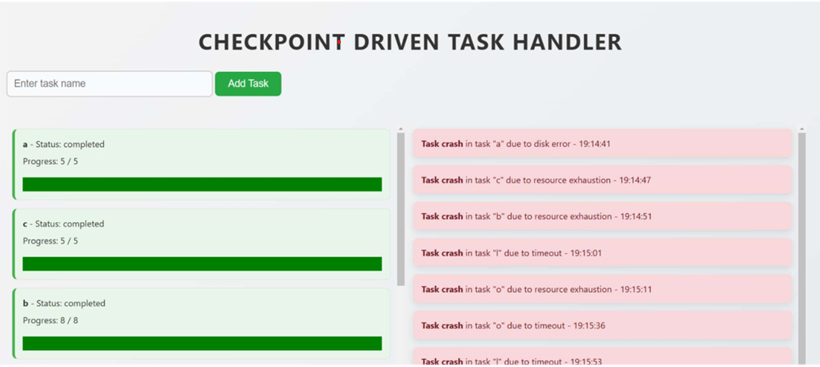 CHECKPOINT DRIVEN TASK HANDLER
Enter task name
Add Task
a - Status: completed
Progress: 5 / 5
c - Status: completed
Progress: 5 / 5
b - Status: completed
Progress: 8 / 8
Task crash in task "a" due to disk error - 19:14:41
Task crash in task "c" due to resource exhaustion - 19:14:47
Task crash in task "b" due to resource exhaustion - 19:14:51
Task crash in task "l" due to timeout - 19:15:01
Task crash in task "o" due to resource exhaustion - 19:15:11
Task crash in task "o" due to timeout - 19:15:36
Task crash in task "l" due to timeout - 19:15:53